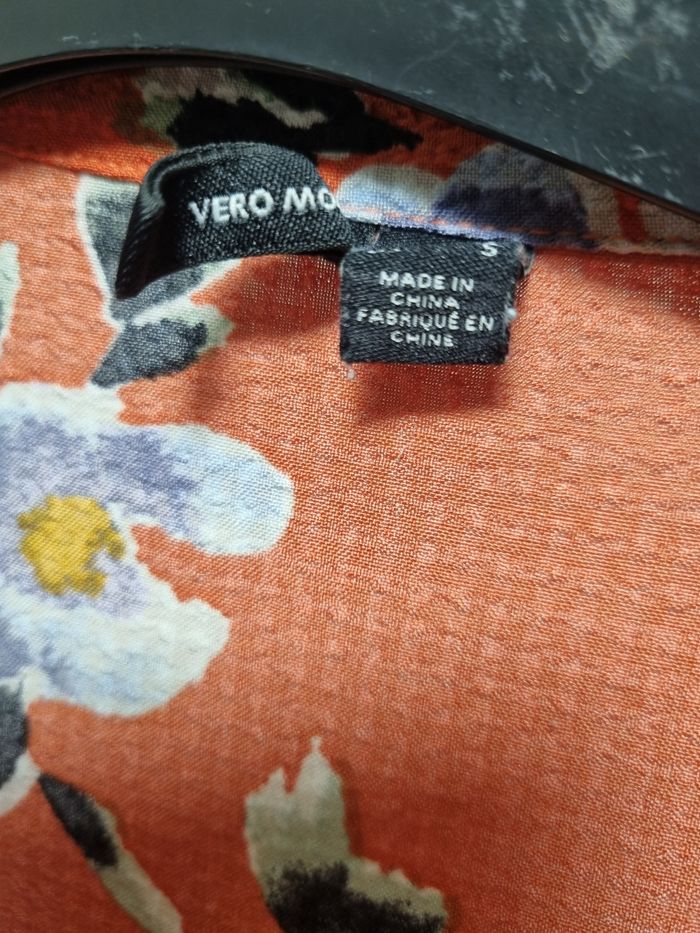 VERO MO
S
MADE IN
CHINA
FABRIQUÉ EN
CHINE